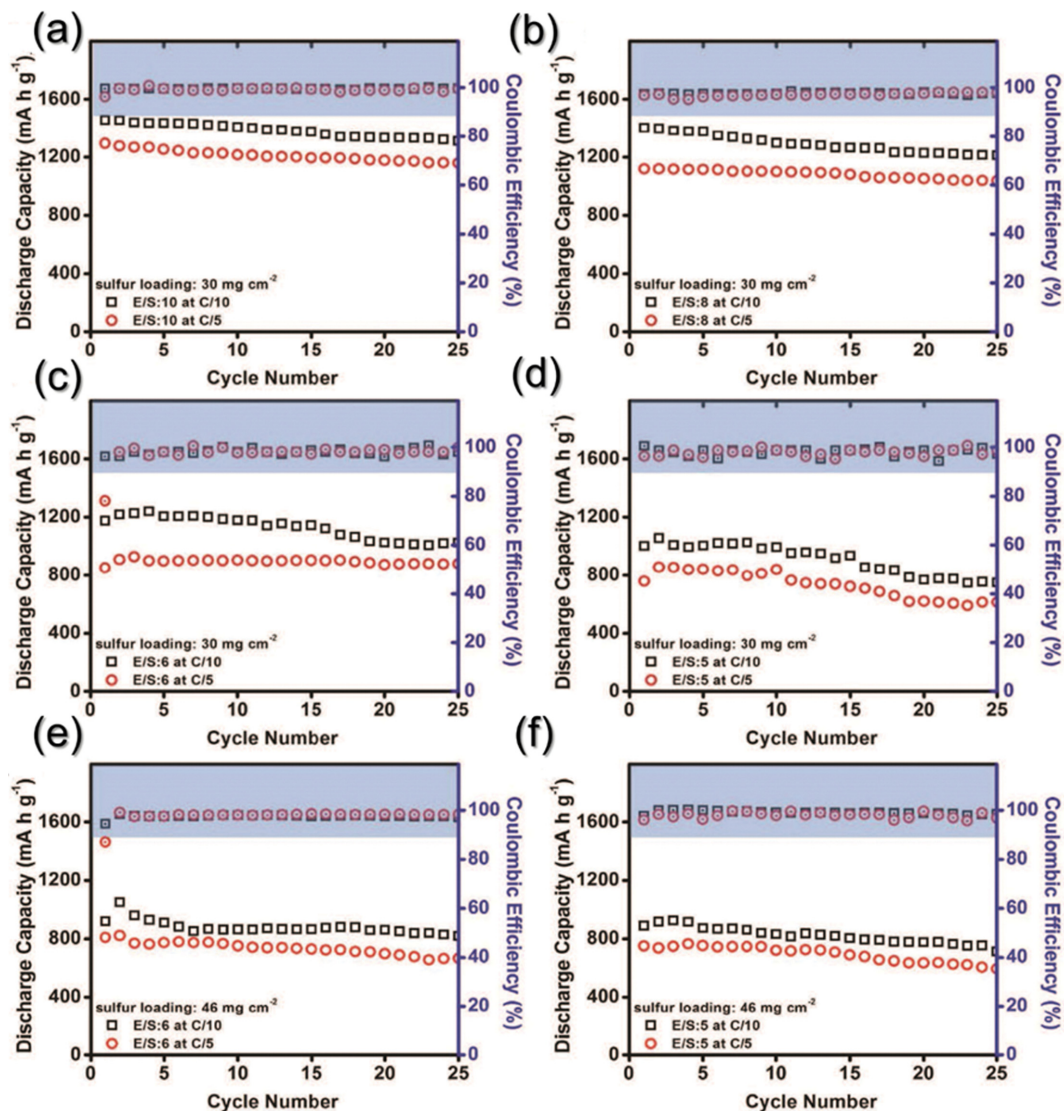 (a)
Discharge Capacity (mA h g⁻¹)
1600
1200
800
400
0
sulfur loading: 30 mg cm⁻²
E/S:10 at C/10
E/S:10 at C/5
0 5 10 15 20 25
Cycle Number
100
80
60
40
20
0
Coulombic Efficiency (%)
(b)
Discharge Capacity (mA h g⁻¹)
1600
1200
800
400
0
sulfur loading: 30 mg cm⁻²
E/S:8 at C/10
E/S:8 at C/5
0 5 10 15 20 25
Cycle Number
100
80
60
40
20
0
Coulombic Efficiency (%)
(c)
Discharge Capacity (mA h g⁻¹)
1600
1200
800
400
0
sulfur loading: 30 mg cm⁻²
E/S:6 at C/10
E/S:6 at C/5
0 5 10 15 20 25
Cycle Number
100
80
60
40
20
0
Coulombic Efficiency (%)
(d)
Discharge Capacity (mA h g⁻¹)
1600
1200
800
400
0
sulfur loading: 30 mg cm⁻²
E/S:5 at C/10
E/S:5 at C/5
0 5 10 15 20 25
Cycle Number
100
80
60
40
20
0
Coulombic Efficiency (%)
(e)
Discharge Capacity (mA h g⁻¹)
1600
1200
800
400
0
sulfur loading: 46 mg cm⁻²
E/S:6 at C/10
E/S:6 at C/5
0 5 10 15 20 25
Cycle Number
100
80
60
40
20
0
Coulombic Efficiency (%)
(f)
Discharge Capacity (mA h g⁻¹)
1600
1200
800
400
0
sulfur loading: 46 mg cm⁻²
E/S:5 at C/10
E/S:5 at C/5
0 5 10 15 20 25
Cycle Number
100
80
60
40
20
0
Coulombic Efficiency (%)